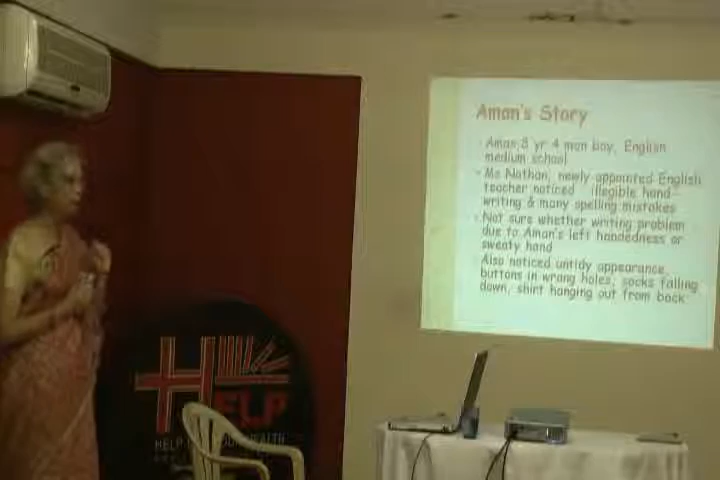 Aman's Story
Aman 8 yr 4 mon boy, English
medium school
Ms Nathan, newly appointed English
teacher noticed illegible hand-
writing & many spelling mistakes
Not sure whether writing problem
due to Aman's left handedness or
sweaty hand
Also noticed untidy appearance,
buttons in wrong holes, socks falling
down, shirt hanging out from back
HELP
HELP